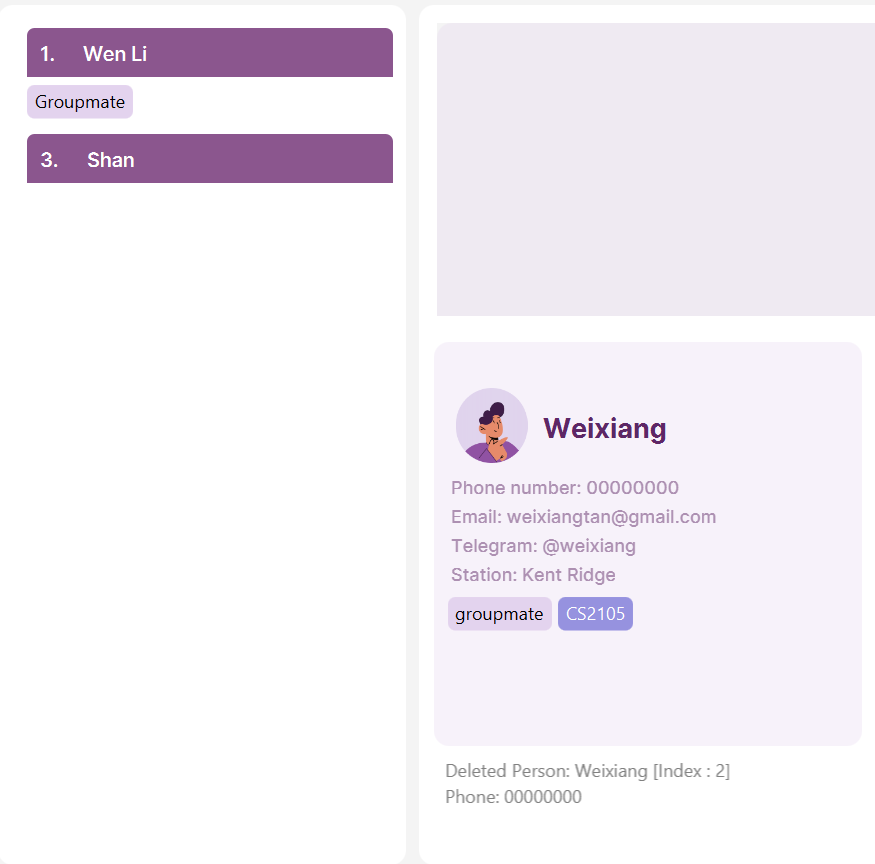 1. Wen Li
Groupmate
3. Shan
Weixiang
Phone number: 00000000
Email: weixiangtan@gmail.com
Telegram: @weixiang
Station: Kent Ridge
groupmate CS2105
Deleted Person: Weixiang [Index : 2]
Phone: 00000000